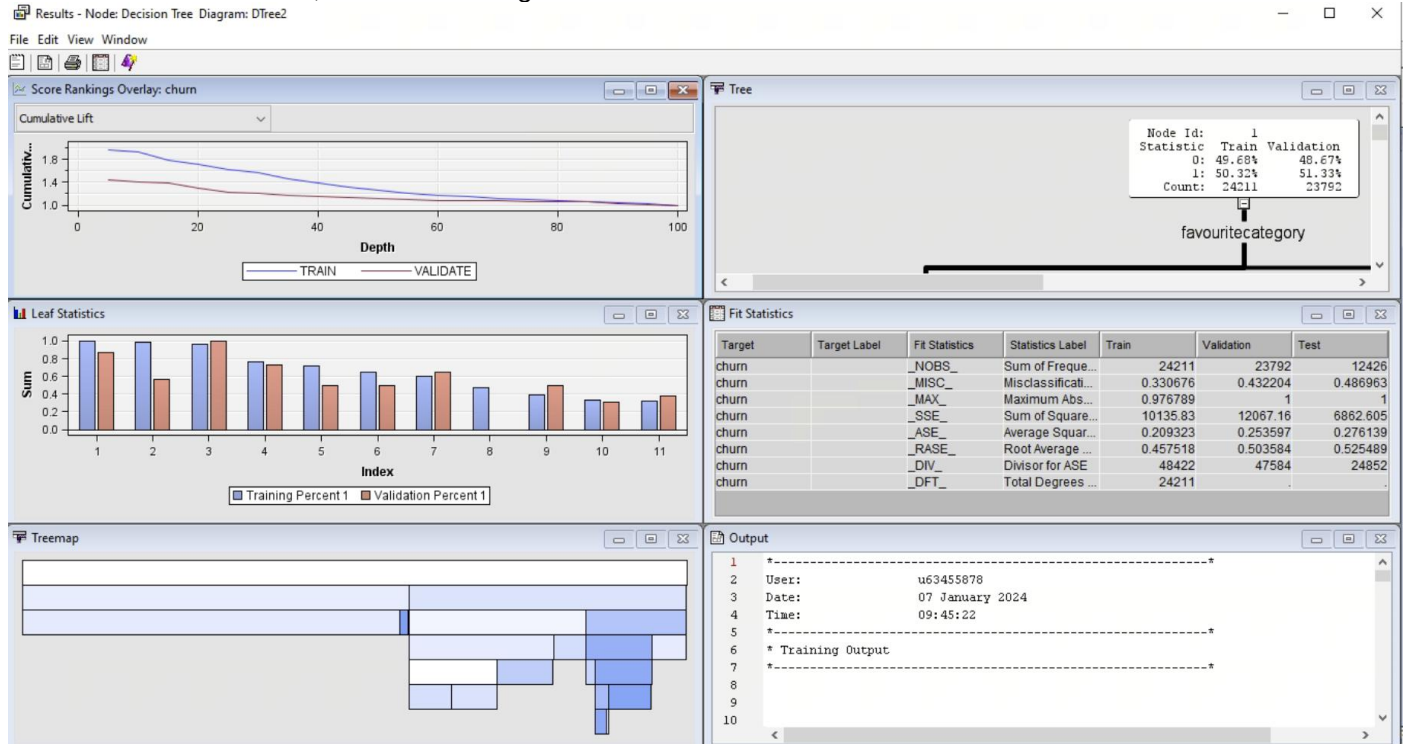 Results - Node: Decision Tree Diagram: DTree2
File Edit View Window
Score Rankings Overlay: churn
Cumulative Lift
Cumulativ...
1.8
1.4
1.0
0 20 40 60 80 100
Depth
TRAIN VALIDATE
Tree
Node Id: 1
Statistic Train Validation
0: 49.68% 48.67%
1: 50.32% 51.33%
Count: 24211 23792
favouritecategory
Leaf Statistics
Sum
1.0
0.8
0.6
0.4
0.2
0.0
1 2 3 4 5 6 7 8 9 10 11
Index
Training Percent 1 Validation Percent 1
Fit Statistics
Target Target Label Fit Statistics Statistics Label Train Validation Test
churn _NOBS_ Sum of Freque... 24211 23792 12426
churn _MISC_ Misclassificati... 0.330676 0.432204 0.486963
churn _MAX_ Maximum Abs... 0.976789 1 1
churn _SSE_ Sum of Square... 10135.83 12067.16 6862.605
churn _ASE_ Average Squar... 0.209323 0.253597 0.276139
churn _RASE_ Root Average ... 0.457518 0.503584 0.525489
churn _DIV_ Divisor for ASE 48422 47584 24852
churn _DFT_ Total Degrees ... 24211 . .
Treemap
Output
1 *------------------------------------------------------------*
2 User: u63455878
3 Date: 07 January 2024
4 Time: 09:45:22
5 *------------------------------------------------------------*
6 * Training Output
7 *------------------------------------------------------------*
8
9
10